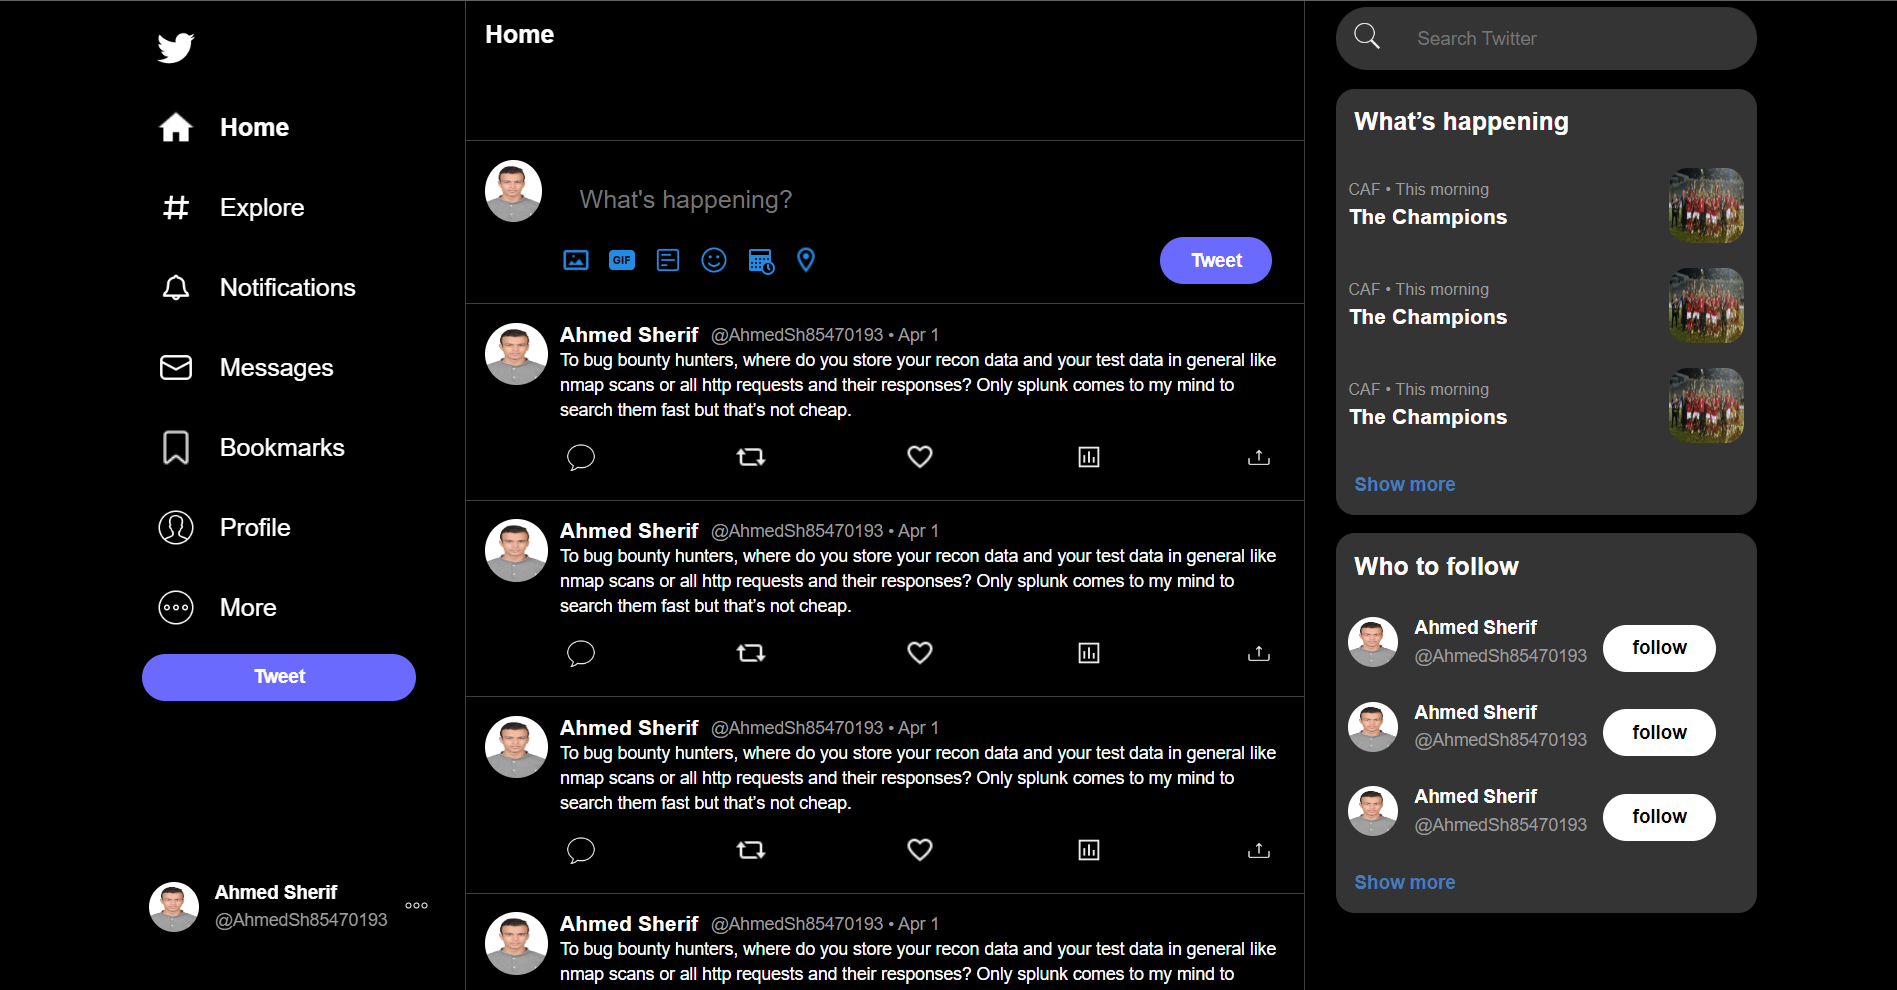 Home
Explore
Notifications
Messages
Bookmarks
Profile
More
Tweet
Ahmed Sherif
@AhmedSh85470193
Home
What's happening?
GIF
Tweet
Ahmed Sherif @AhmedSh85470193 • Apr 1
To bug bounty hunters, where do you store your recon data and your test data in general like
nmap scans or all http requests and their responses? Only splunk comes to my mind to
search them fast but that’s not cheap.
Ahmed Sherif @AhmedSh85470193 • Apr 1
To bug bounty hunters, where do you store your recon data and your test data in general like
nmap scans or all http requests and their responses? Only splunk comes to my mind to
search them fast but that’s not cheap.
Ahmed Sherif @AhmedSh85470193 • Apr 1
To bug bounty hunters, where do you store your recon data and your test data in general like
nmap scans or all http requests and their responses? Only splunk comes to my mind to
search them fast but that’s not cheap.
Ahmed Sherif @AhmedSh85470193 • Apr 1
To bug bounty hunters, where do you store your recon data and your test data in general like
nmap scans or all http requests and their responses? Only splunk comes to my mind to
Search Twitter
What’s happening
CAF • This morning
The Champions
CAF • This morning
The Champions
CAF • This morning
The Champions
Show more
Who to follow
Ahmed Sherif
@AhmedSh85470193
follow
Ahmed Sherif
@AhmedSh85470193
follow
Ahmed Sherif
@AhmedSh85470193
follow
Show more